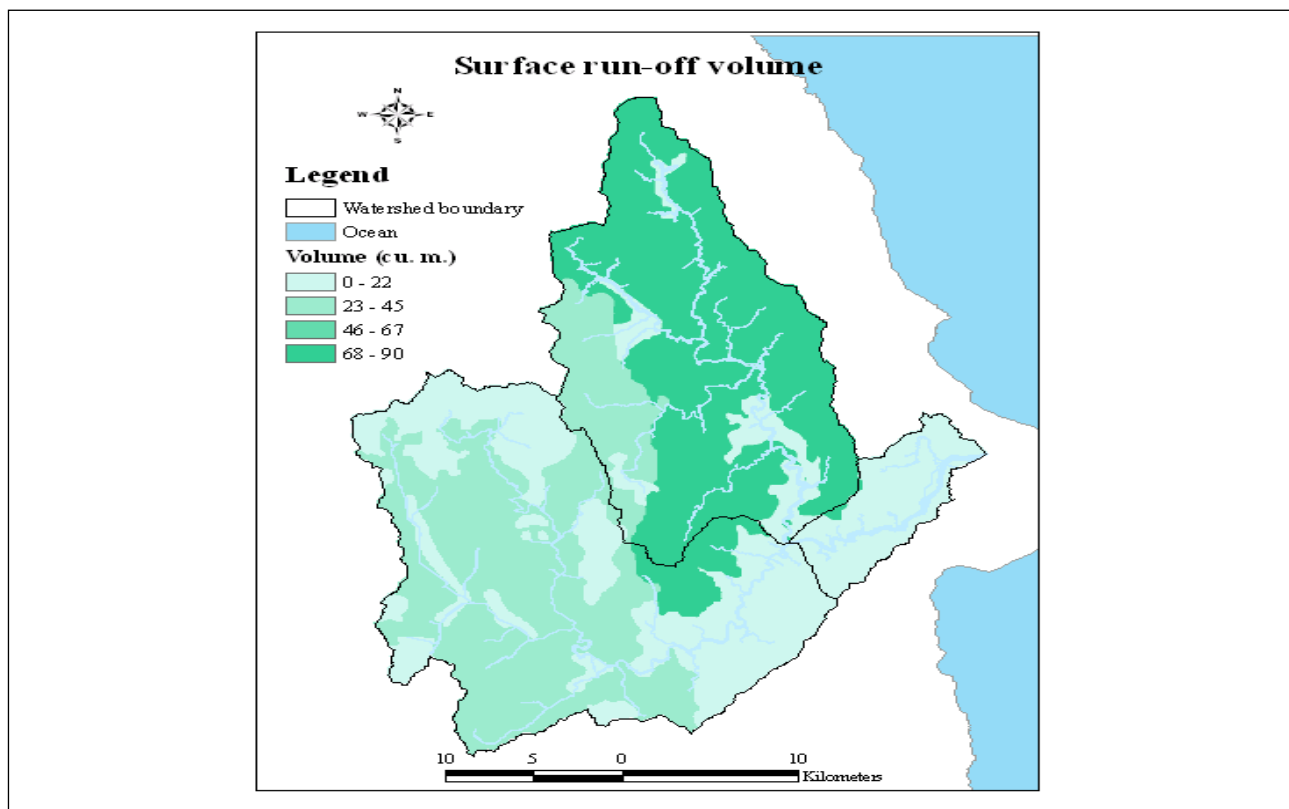 Surface run-off volume
N
W E
S
Legend
Watershed boundary
Ocean
Volume (cu. m.)
0 - 22
23 - 45
46 - 67
68 - 90
10 5 0 10
Kilometers